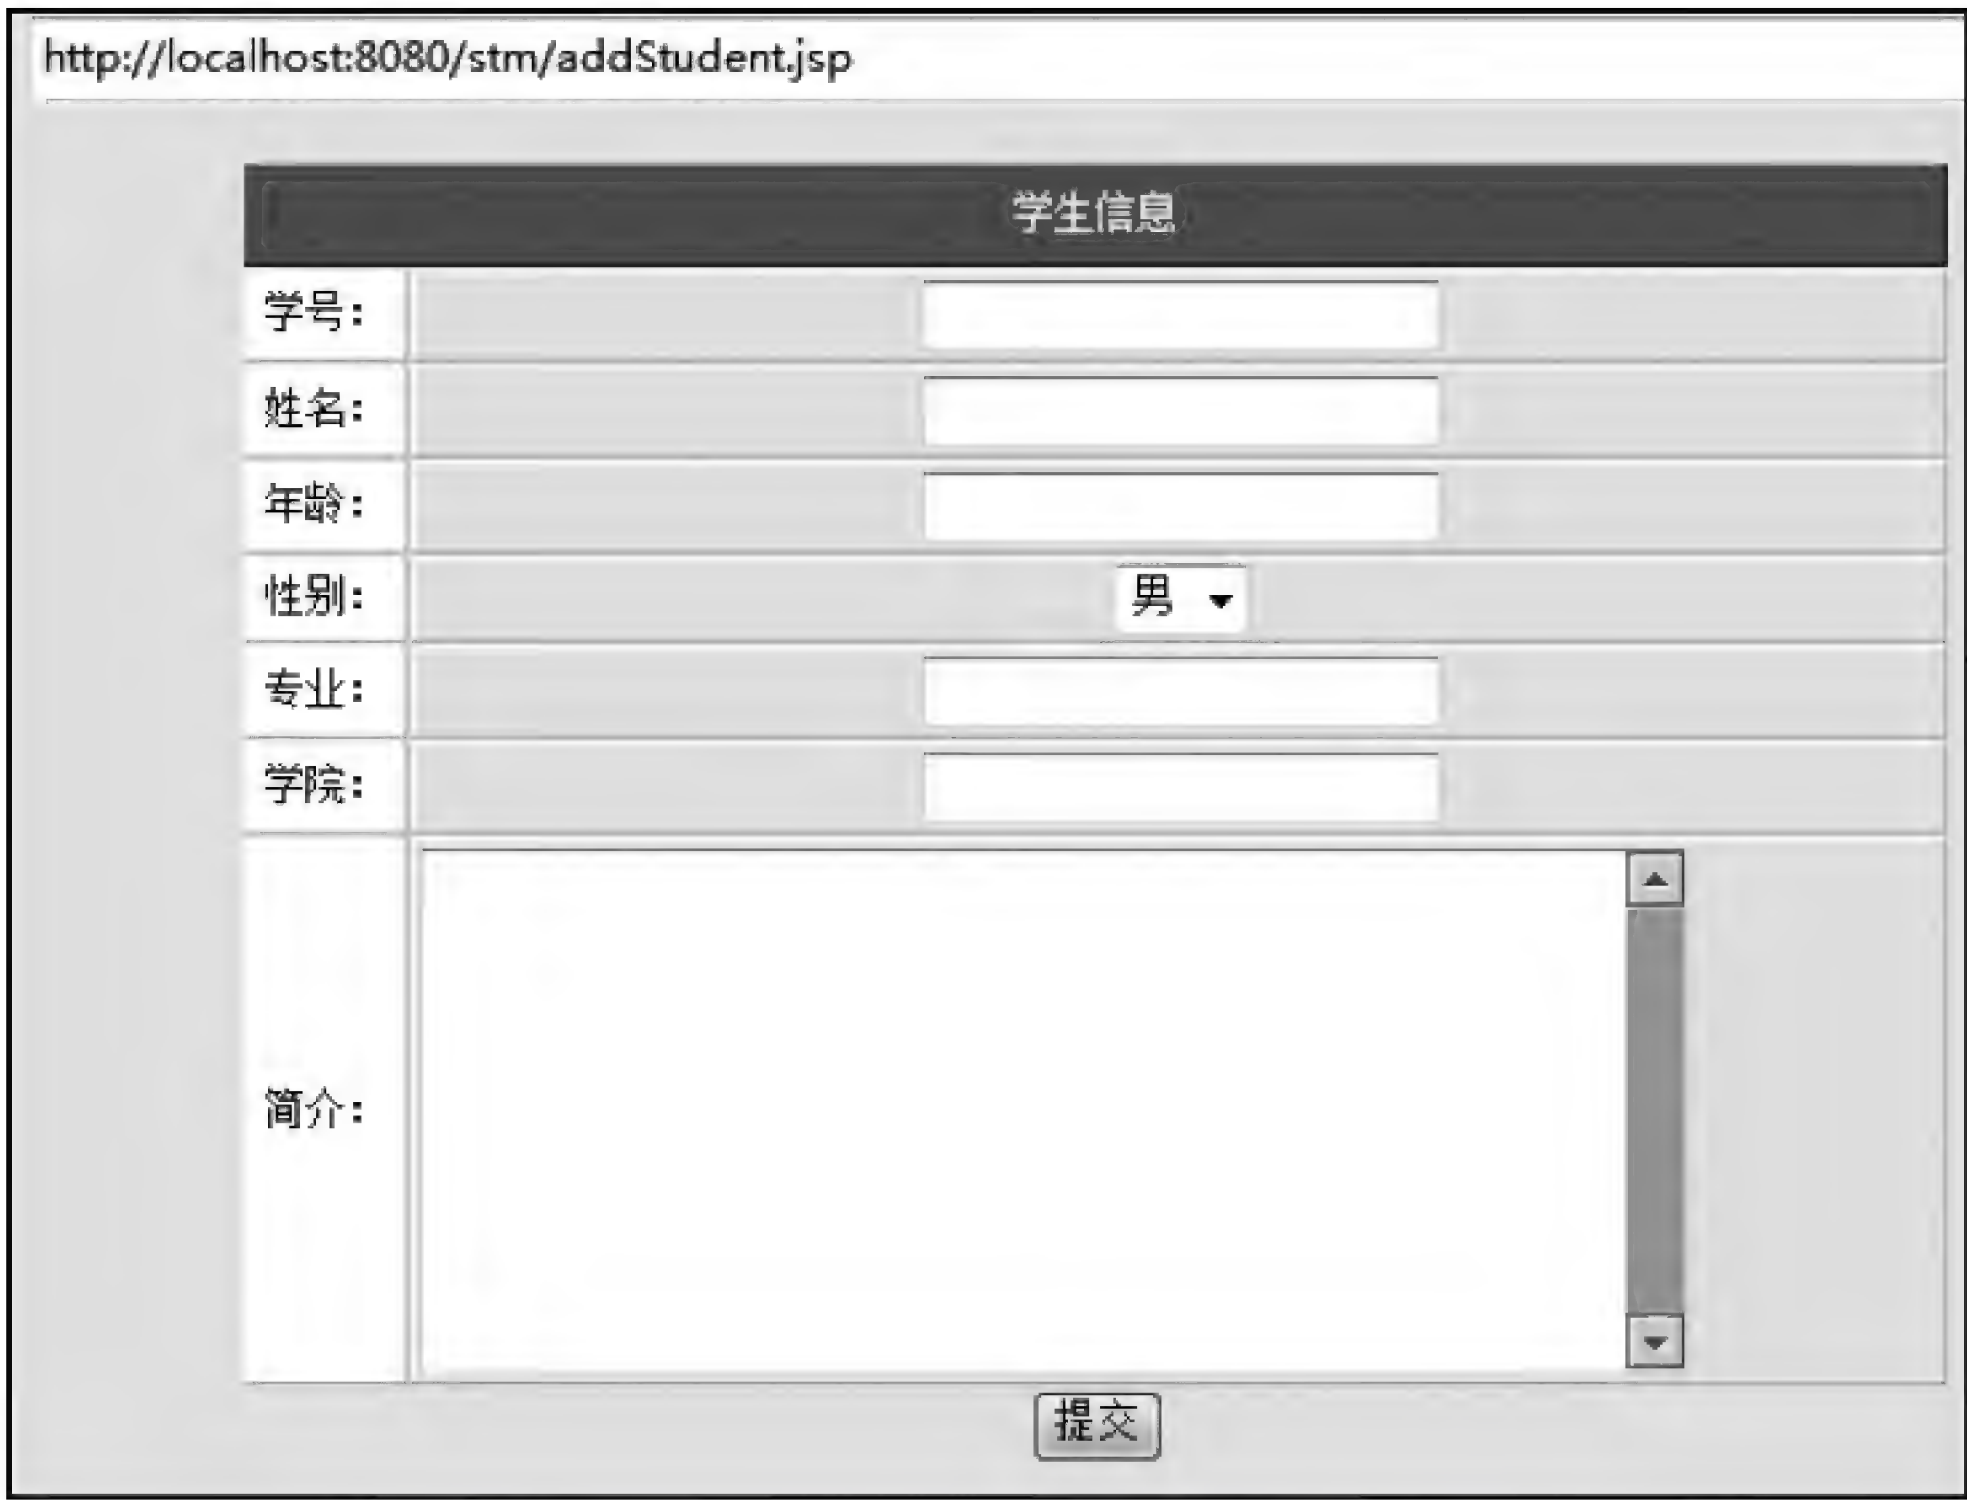 http://localhost:8080/stm/addStudent.jsp
学生信息
学号：
姓名：
年龄：
性别： 男
专业：
学院：
简介：
提交